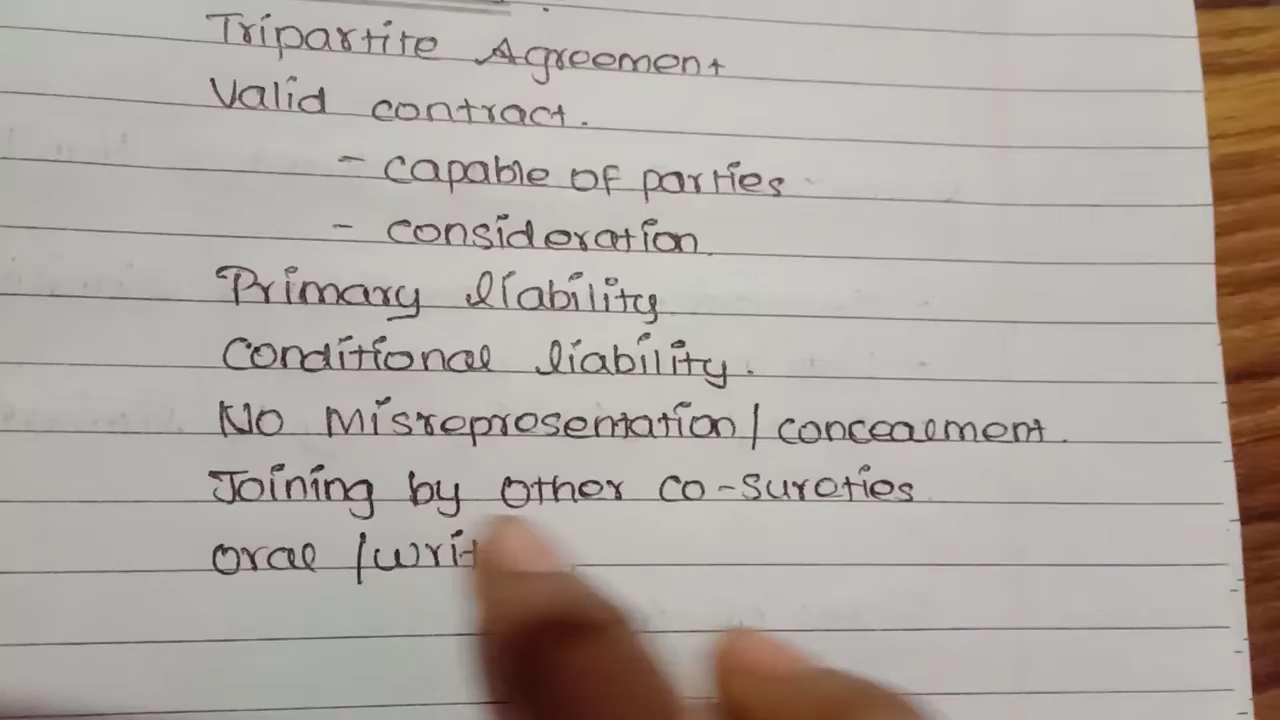 Tripartite Agreement
Valid contract.
- capable of parties
- consideration
Primary liability
Conditional liability.
No Misrepresentation / concealment.
Joining by other co-sureties
Oral /